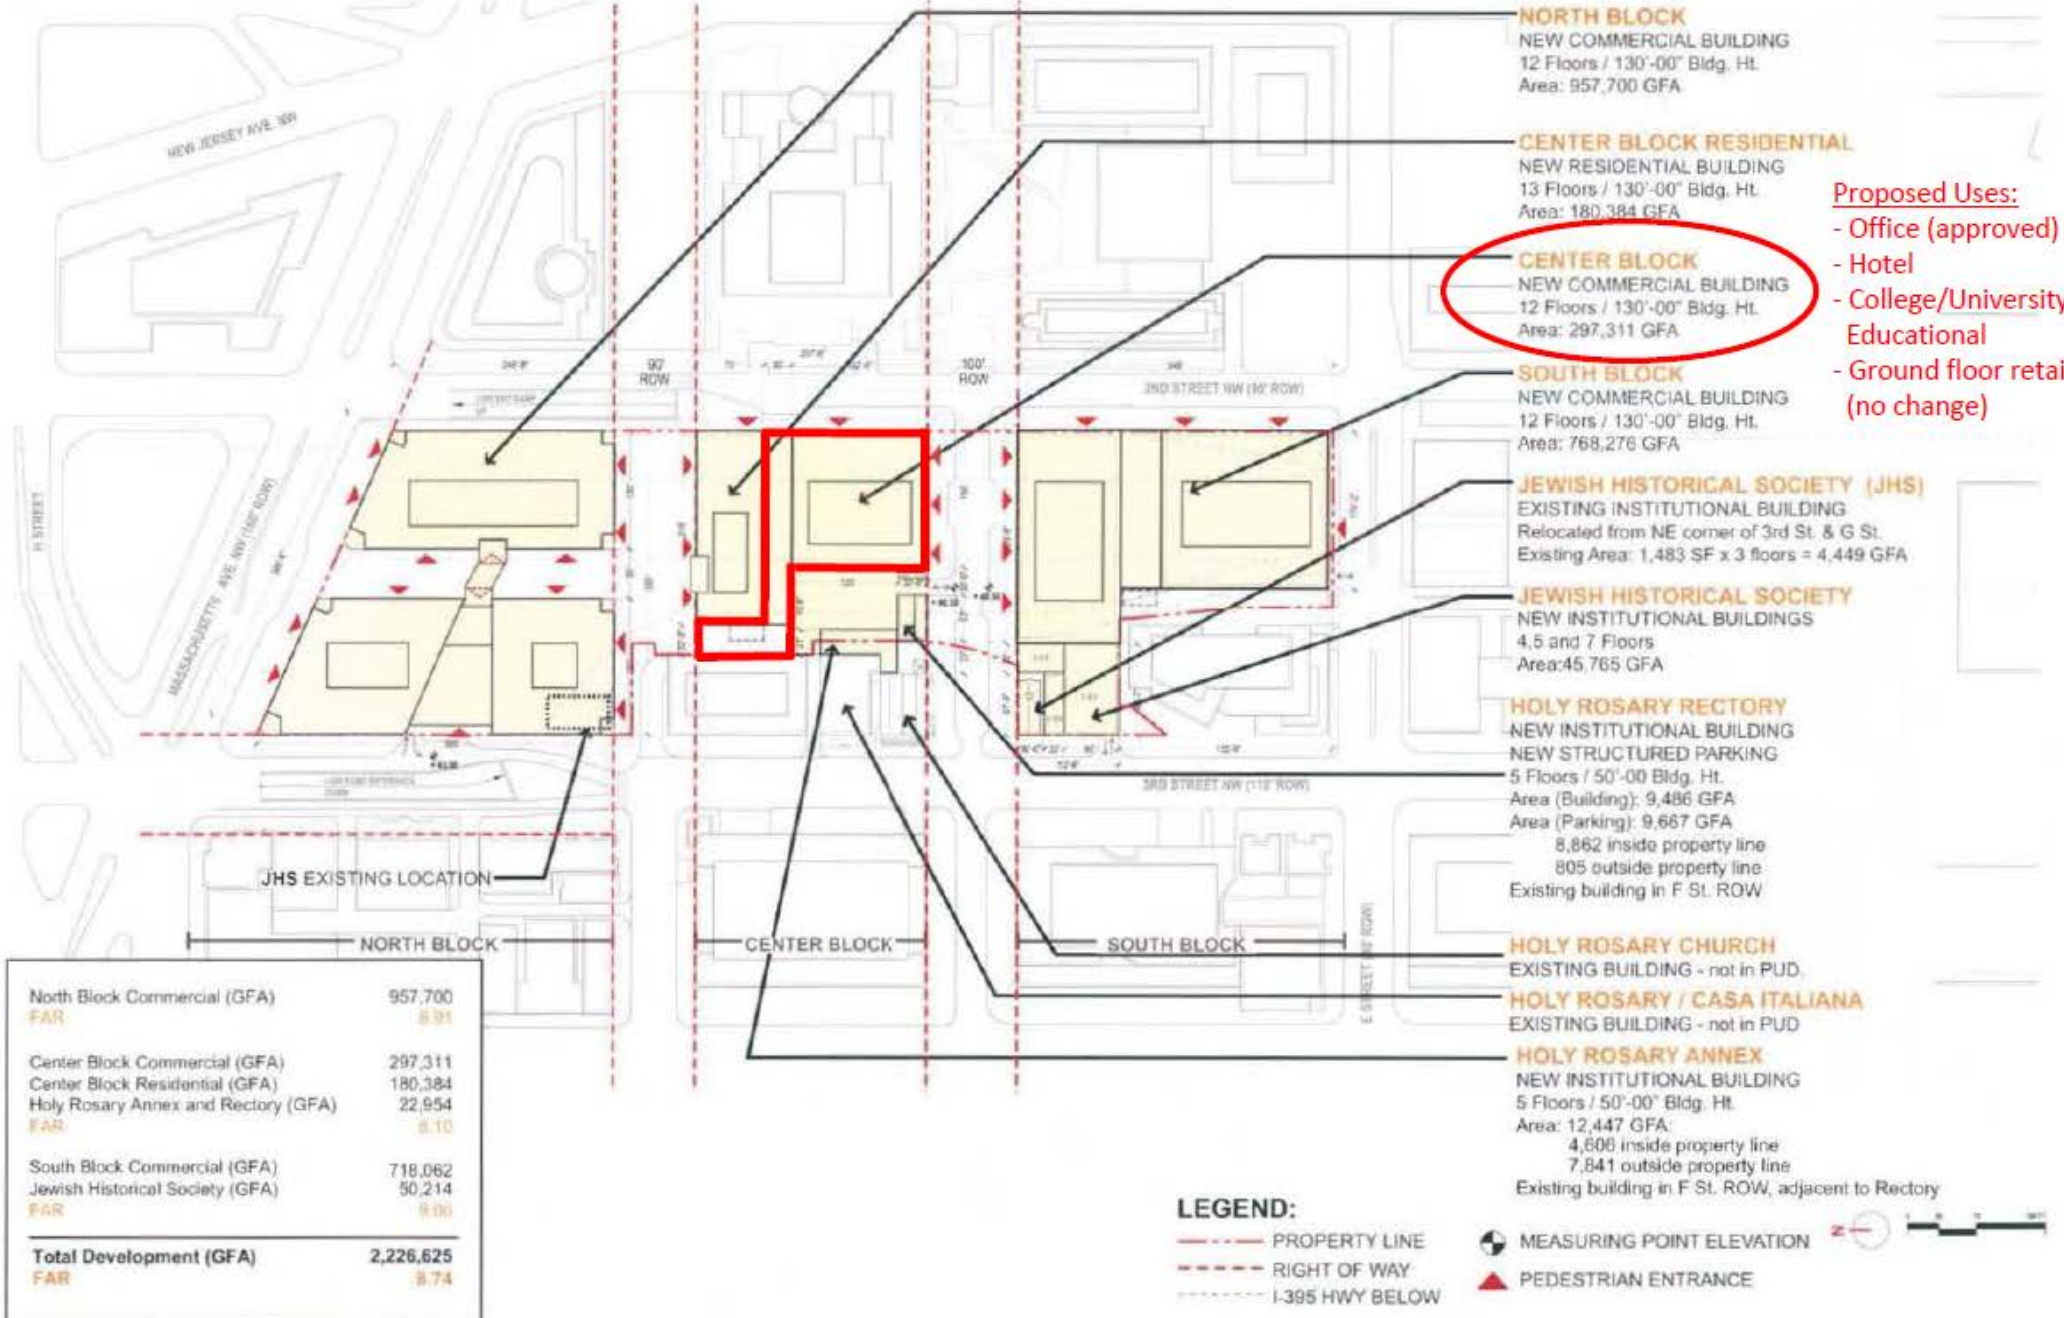 NORTH BLOCK
NEW COMMERCIAL BUILDING
12 Floors / 130'-00" Bldg. Ht.
Area: 957,700 GFA
CENTER BLOCK RESIDENTIAL
NEW RESIDENTIAL BUILDING
13 Floors / 130'-00" Bldg. Ht.
Area: 180,384 GFA
Proposed Uses:
- Office (approved)
- Hotel
- College/University
Educational
- Ground floor retai
(no change)
CENTER BLOCK
NEW COMMERCIAL BUILDING
12 Floors / 130'-00" Bldg. Ht.
Area: 297,311 GFA
SOUTH BLOCK
NEW COMMERCIAL BUILDING
12 Floors / 130'-00" Bldg. Ht.
Area: 768,276 GFA
JEWISH HISTORICAL SOCIETY (JHS)
EXISTING INSTITUTIONAL BUILDING
Relocated from NE corner of 3rd St. & G St.
Existing Area: 1,483 SF x 3 floors = 4,449 GFA
JEWISH HISTORICAL SOCIETY
NEW INSTITUTIONAL BUILDINGS
4,5 and 7 Floors
Area:45,765 GFA
HOLY ROSARY RECTORY
NEW INSTITUTIONAL BUILDING
NEW STRUCTURED PARKING
5 Floors / 50'-00 Bldg. Ht.
Area (Building): 9,486 GFA
Area (Parking): 9,667 GFA
8,862 inside property line
805 outside property line
Existing building in F St. ROW
HOLY ROSARY CHURCH
EXISTING BUILDING - not in PUD.
HOLY ROSARY / CASA ITALIANA
EXISTING BUILDING - not in PUD
HOLY ROSARY ANNEX
NEW INSTITUTIONAL BUILDING
5 Floors / 50'-00" Bldg. Ht.
Area: 12,447 GFA:
4,606 inside property line
7,841 outside property line
Existing building in F St. ROW, adjacent to Rectory
NEW JERSEY AVE. NW
H STREET
MASSACHUSETTS AVE NW (160' ROW)
90'
ROW
100'
ROW
2ND STREET NW (90' ROW)
3RD STREET NW (110' ROW)
E STREET
JHS EXISTING LOCATION
NORTH BLOCK
CENTER BLOCK
SOUTH BLOCK
North Block Commercial (GFA) 957,700
FAR 8.91
Center Block Commercial (GFA) 297,311
Center Block Residential (GFA) 180,384
Holy Rosary Annex and Rectory (GFA) 22,954
FAR 8.10
South Block Commercial (GFA) 718,062
Jewish Historical Society (GFA) 50,214
FAR 9.00
Total Development (GFA) 2,226,625
FAR 8.74
LEGEND:
PROPERTY LINE
RIGHT OF WAY
I-395 HWY BELOW
MEASURING POINT ELEVATION
PEDESTRIAN ENTRANCE
N